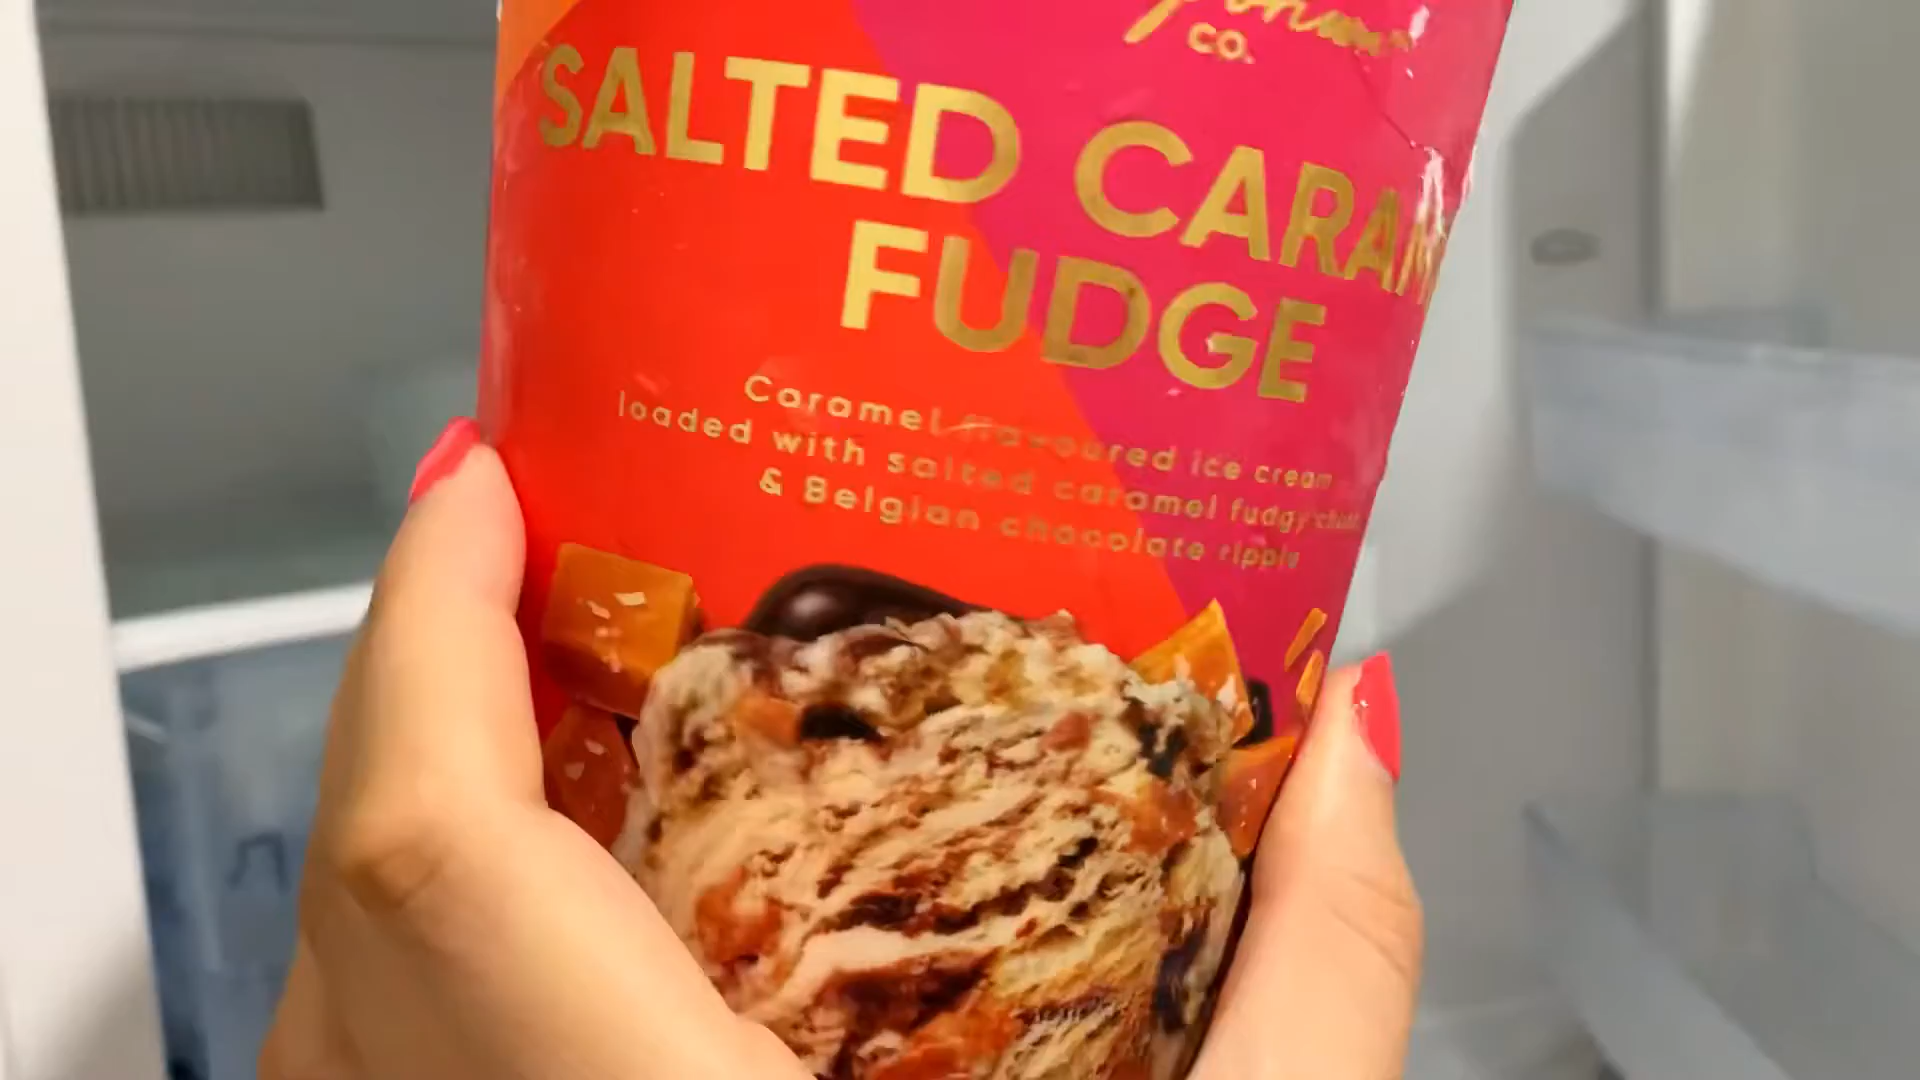 CO.
SALTED CARAM
FUDGE
Caramel flavoured ice cream
loaded with salted caramel fudgy
& Belgian chocolate ripple